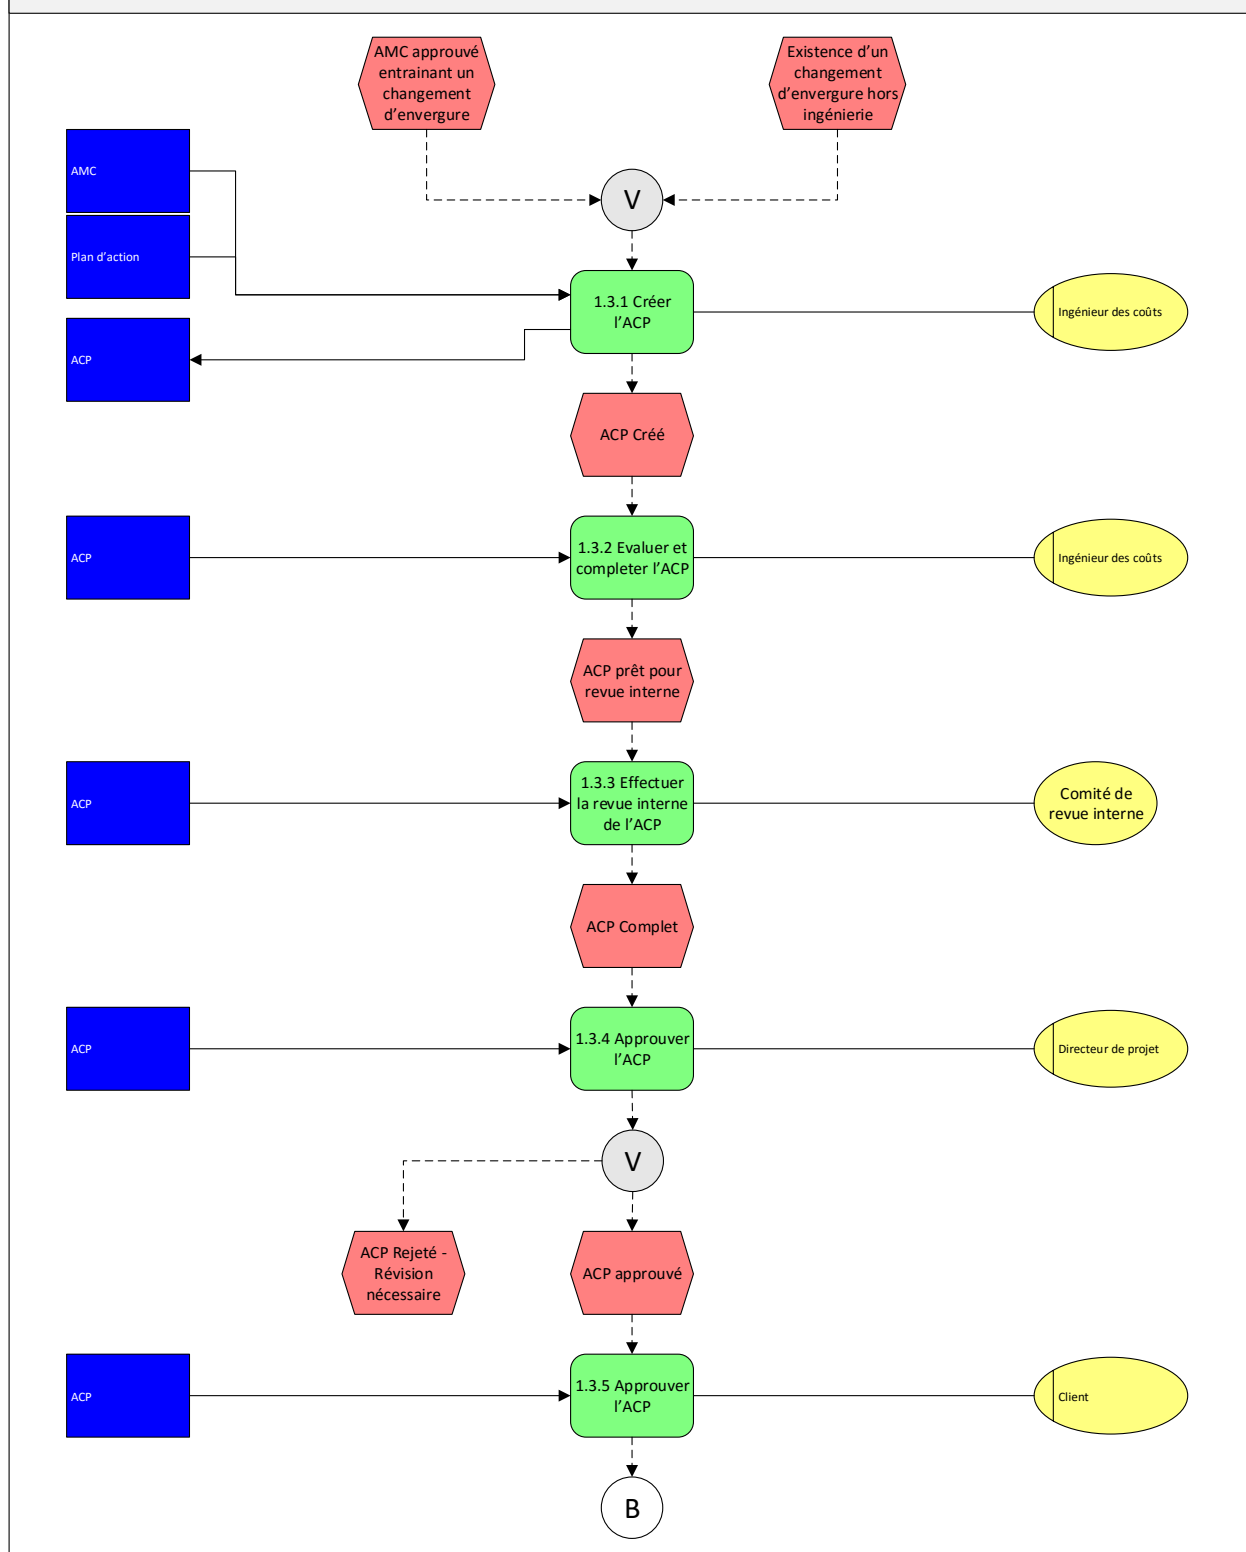 AMC approuvé
entrainant un
changement
d'envergure
Existence d'un
changement
d'envergure hors
ingénierie
AMC
V
Plan d'action
1.3.1 Créer
l'ACP
Ingénieur des coûts
ACP
ACP Créé
ACP
1.3.2 Evaluer et
completer l'ACP
Ingénieur des coûts
ACP prêt pour
revue interne
ACP
1.3.3 Effectuer
la revue interne
de l'ACP
Comité de
revue interne
ACP Complet
ACP
1.3.4 Approuver
l'ACP
Directeur de projet
V
ACP Rejeté -
Révision
nécessaire
ACP approuvé
ACP
1.3.5 Approuver
l'ACP
Client
B